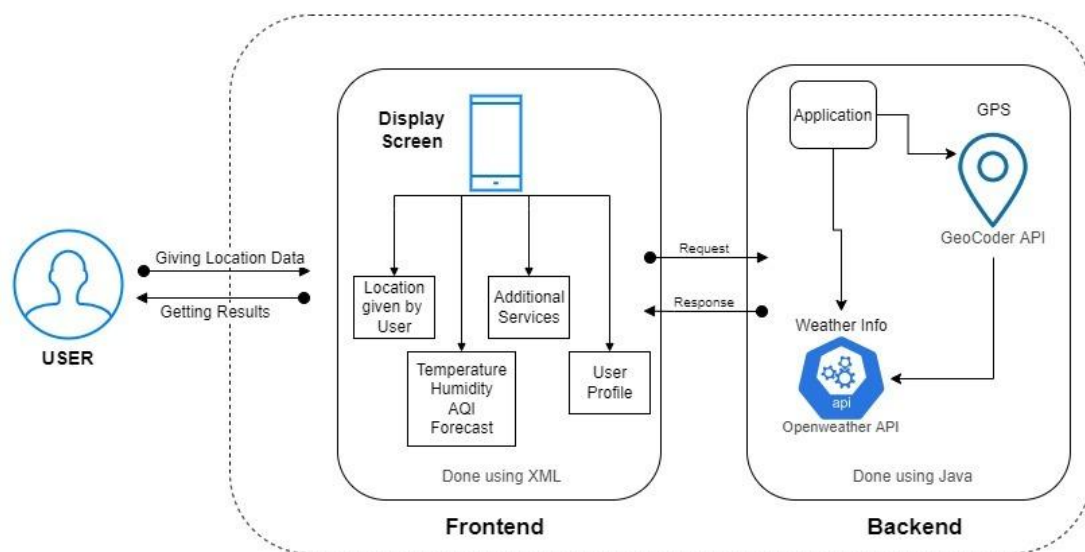 USER
Giving Location Data
Getting Results
Display
Screen
Location
given by
User
Temperature
Humidity
AQI
Forecast
Additional
Services
User
Profile
Done using XML
Frontend
Request
Response
Application
GPS
GeoCoder API
Weather Info
api
Openweather API
Done using Java
Backend